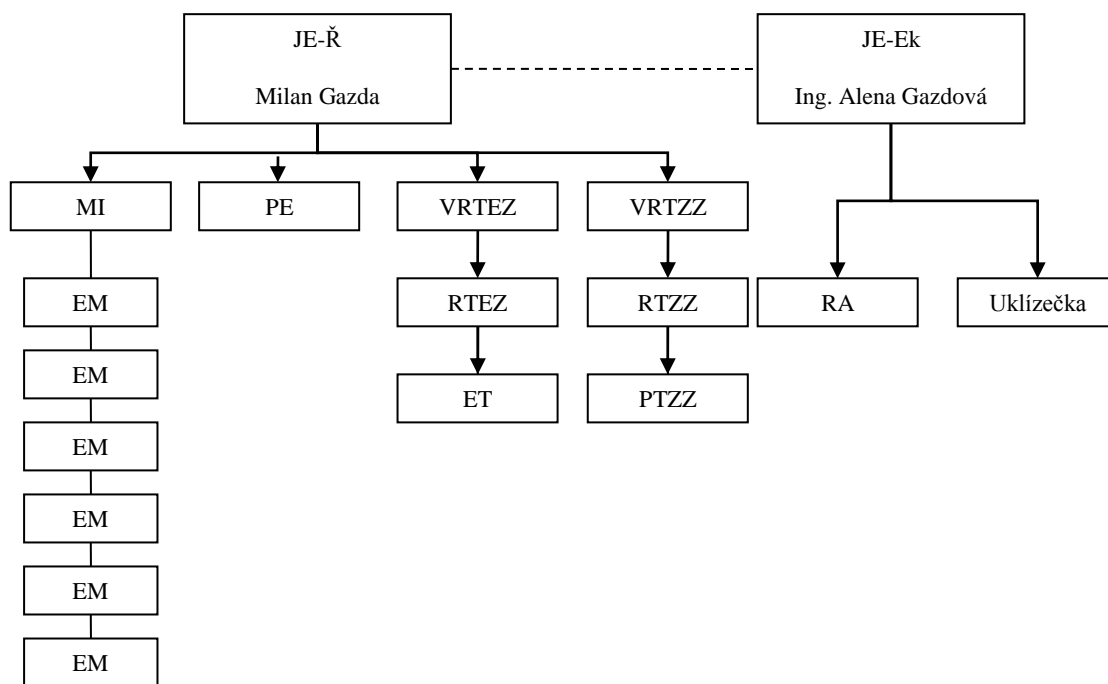 JE-Ř
Milan Gazda
JE-Ek
Ing. Alena Gazdová
MI
PE
VRTEZ
VRTZZ
EM
RTEZ
RTZZ
RA
Uklízečka
EM
ET
PTZZ
EM
EM
EM
EM